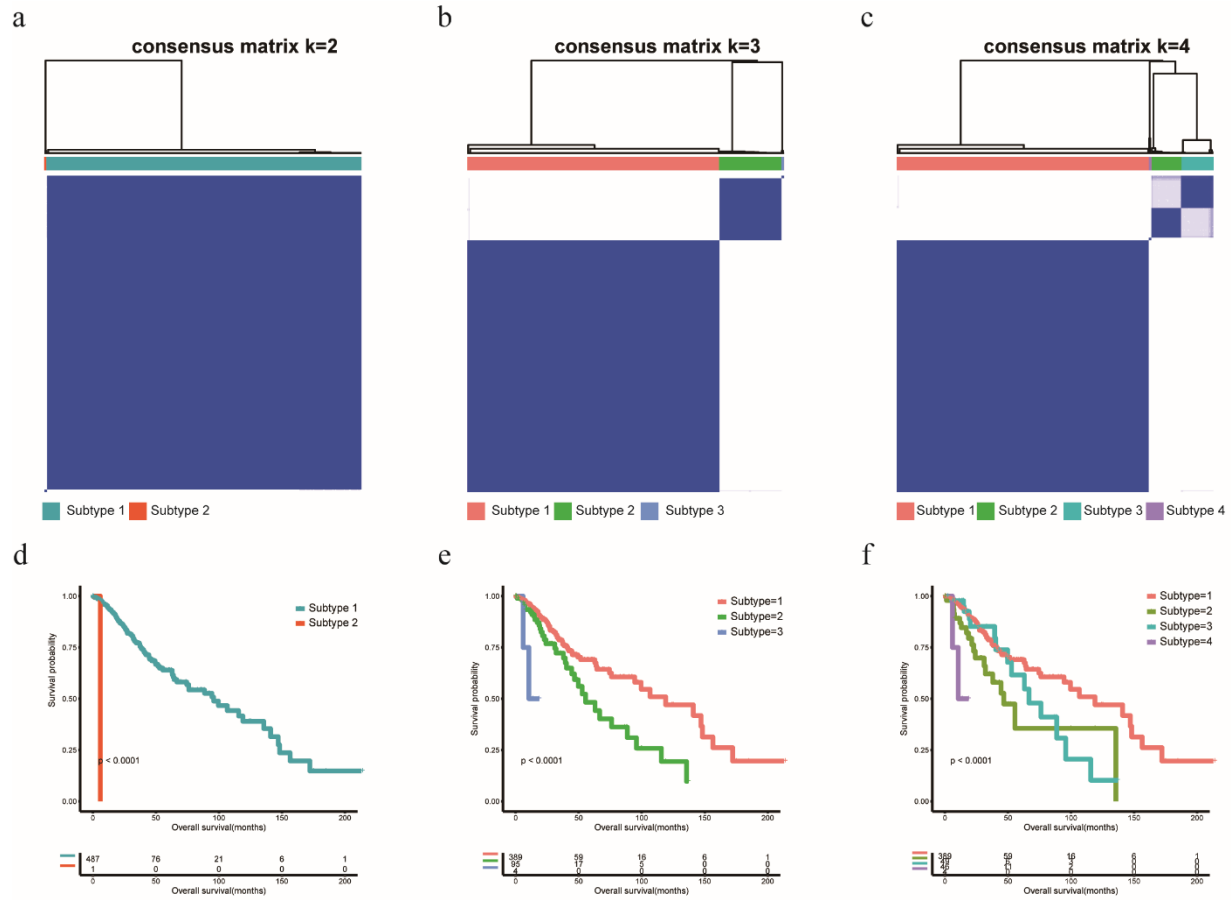 a
b
c
consensus matrix k=2
consensus matrix k=3
consensus matrix k=4
Subtype 1 Subtype 2
Subtype 1 Subtype 2 Subtype 3
Subtype 1 Subtype 2 Subtype 3 Subtype 4
d
e
f
Survival probability
1.00
0.75
0.50
0.25
0.00
Subtype 1
Subtype 2
p < 0.0001
0 50 100 150 200
Overall survival(months)
487 76 21 6 1
1 0 0 0 0
0 50 100 150 200
Overall survival(months)
Survival probability
1.00
0.75
0.50
0.25
0.00
Subtype=1
Subtype=2
Subtype=3
p < 0.0001
0 50 100 150 200
Overall survival(months)
389 59 16 6 1
95 17 5 0 0
4 0 0 0 0
0 50 100 150 200
Overall survival(months)
Survival probability
1.00
0.75
0.50
0.25
0.00
Subtype=1
Subtype=2
Subtype=3
Subtype=4
p < 0.0001
0 50 100 150 200
Overall survival(months)
389 59 16 6 1
0 0
0 0
0 0
0 50 100 150 200
Overall survival(months)